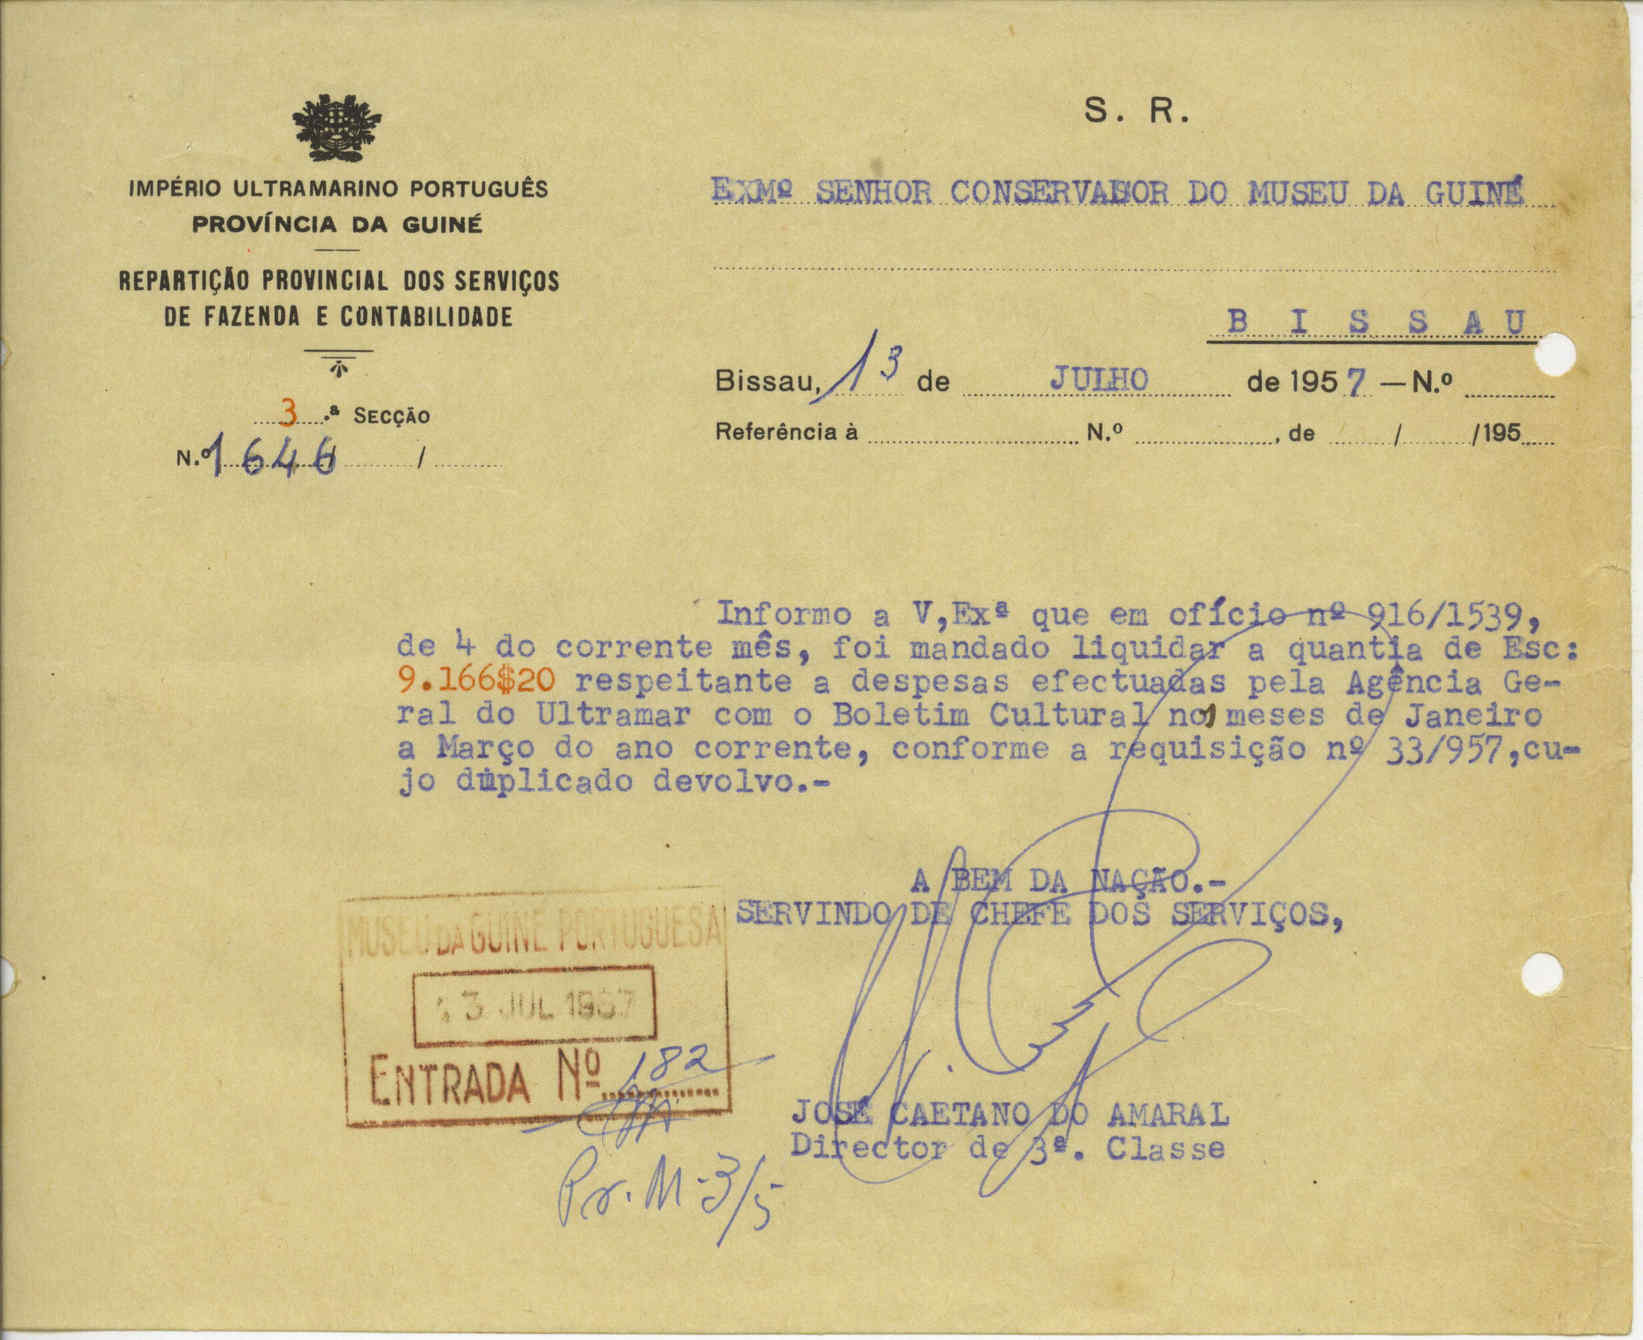 S. R.
IMPÉRIO ULTRAMARINO PORTUGUÊS
PROVÍNCIA DA GUINÉ
REPARTIÇÃO PROVINCIAL DOS SERVIÇOS
DE FAZENDA E CONTABILIDADE
3.ª SECÇÃO
N.º 1646 /
EXMº SENHOR CONSERVADOR DO MUSEU DA GUINÉ
B I S S A U
Bissau, 13 de JULHO de 1957 — N.º
Referência à N.º , de / /195
Informo a V,Exª que em ofício nº 916/1539,
de 4 do corrente mês, foi mandado liquidar a quantia de Esc:
9.166$20 respeitante a despesas efectuadas pela Agência Ge-
ral do Ultramar com o Boletim Cultural nos meses de Janeiro
a Março do ano corrente, conforme a requisição nº 33/957,cu-
jo duplicado devolvo.-
A BEM DA NAÇÃO.-
SERVINDO DE CHEFE DOS SERVIÇOS,
MUSEU DA GUINÉ PORTUGUESA
13 JUL 1957
ENTRADA Nº 182
JOSÉ CAETANO DO AMARAL
Director de 3ª. Classe
Pr. M-3/5